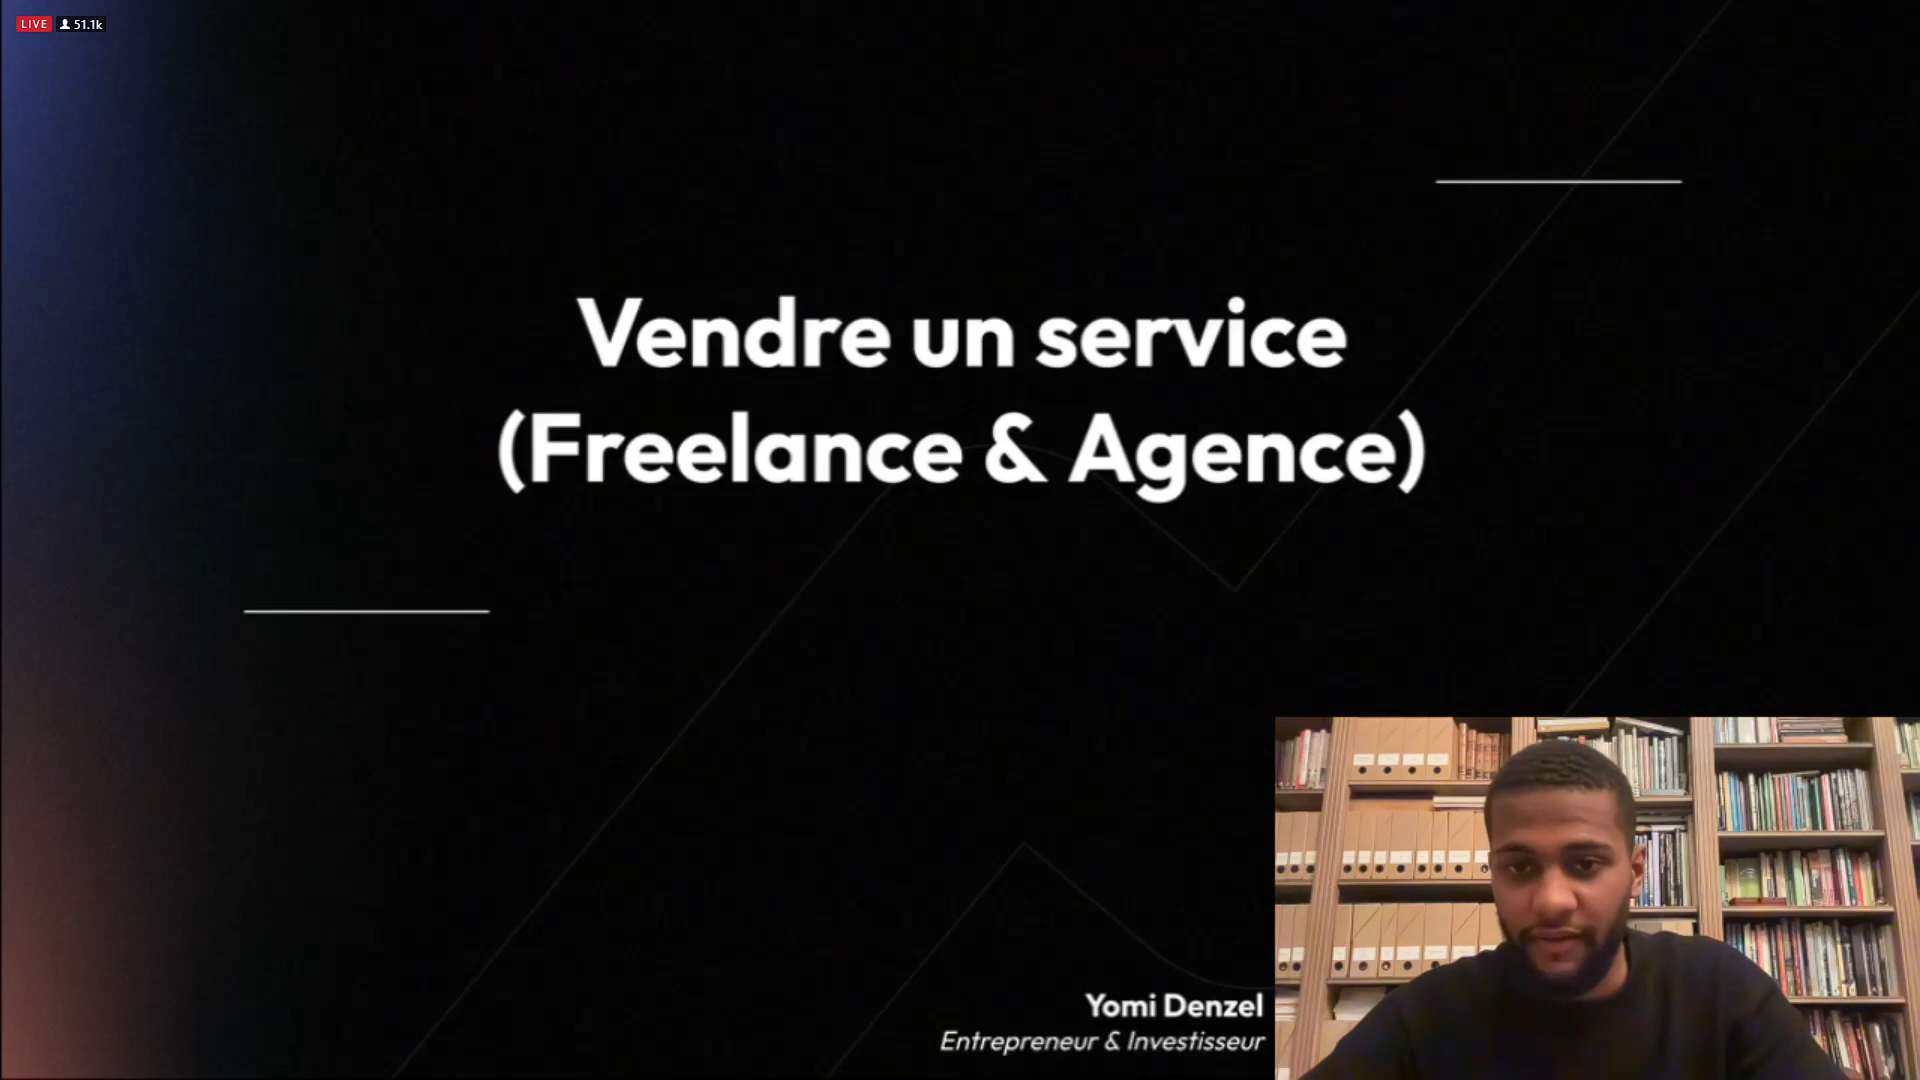 LIVE 51.1k
Vendre un service
(Freelance & Agence)
Yomi Denzel
Entrepreneur & Investisseur